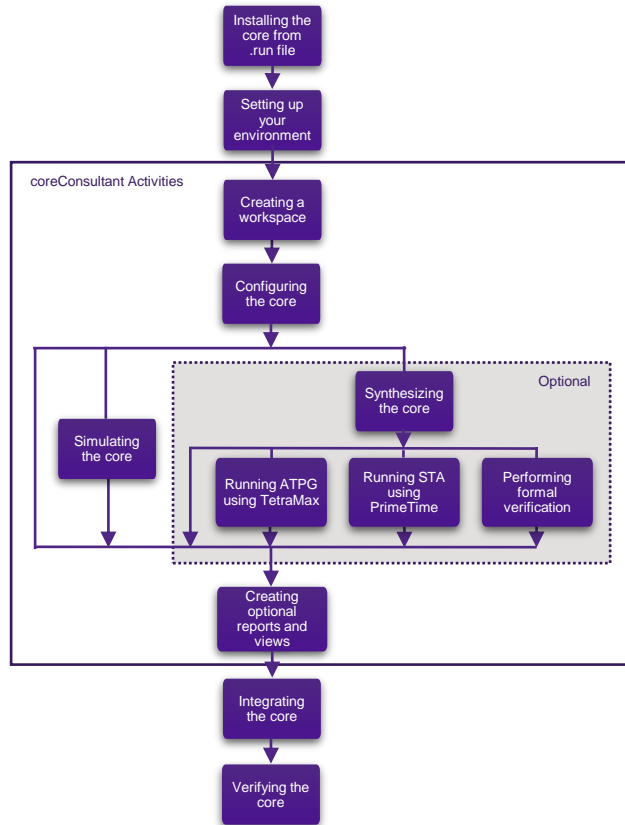 Installing the
core from
.run file
Setting up
your
environment
coreConsultant Activities
Creating a
workspace
Configuring
the core
Optional
Synthesizing
the core
Simulating
the core
Running ATPG
using TetraMax
Running STA
using
PrimeTime
Performing
formal
verification
Creating
optional
reports and
views
Integrating
the core
Verifying the
core